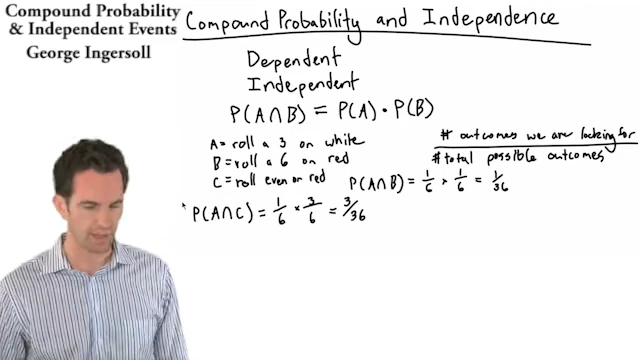 Compound Probability
& Independent Events
George Ingersoll
Compound Probability and Independence
Dependent
Independent
P(A∩B) = P(A) · P(B)
A = roll a 3 on white
B = roll a 6 on red
C = roll even on red
# outcomes we are looking for
# total possible outcomes
P(A∩B) = 1/6 × 1/6 = 1/36
P(A∩C) = 1/6 × 3/6 = 3/36